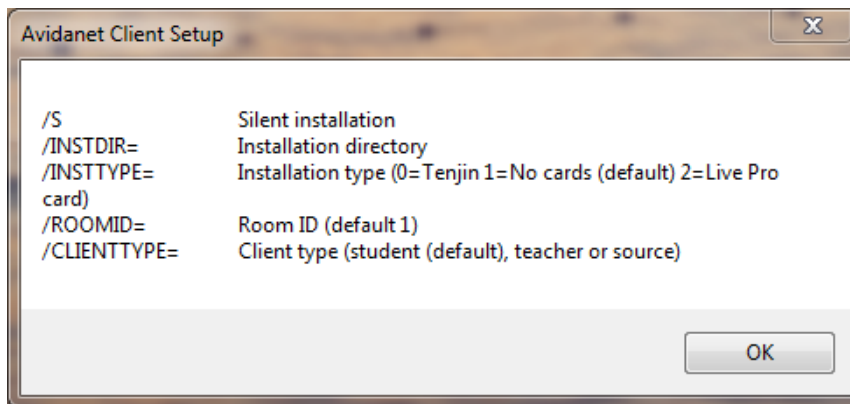 Avidanet Client Setup
/S Silent installation
/INSTDIR= Installation directory
/INSTTYPE= Installation type (0=Tenjin 1=No cards (default) 2=Live Pro
card)
/ROOMID= Room ID (default 1)
/CLIENTTYPE= Client type (student (default), teacher or source)
OK